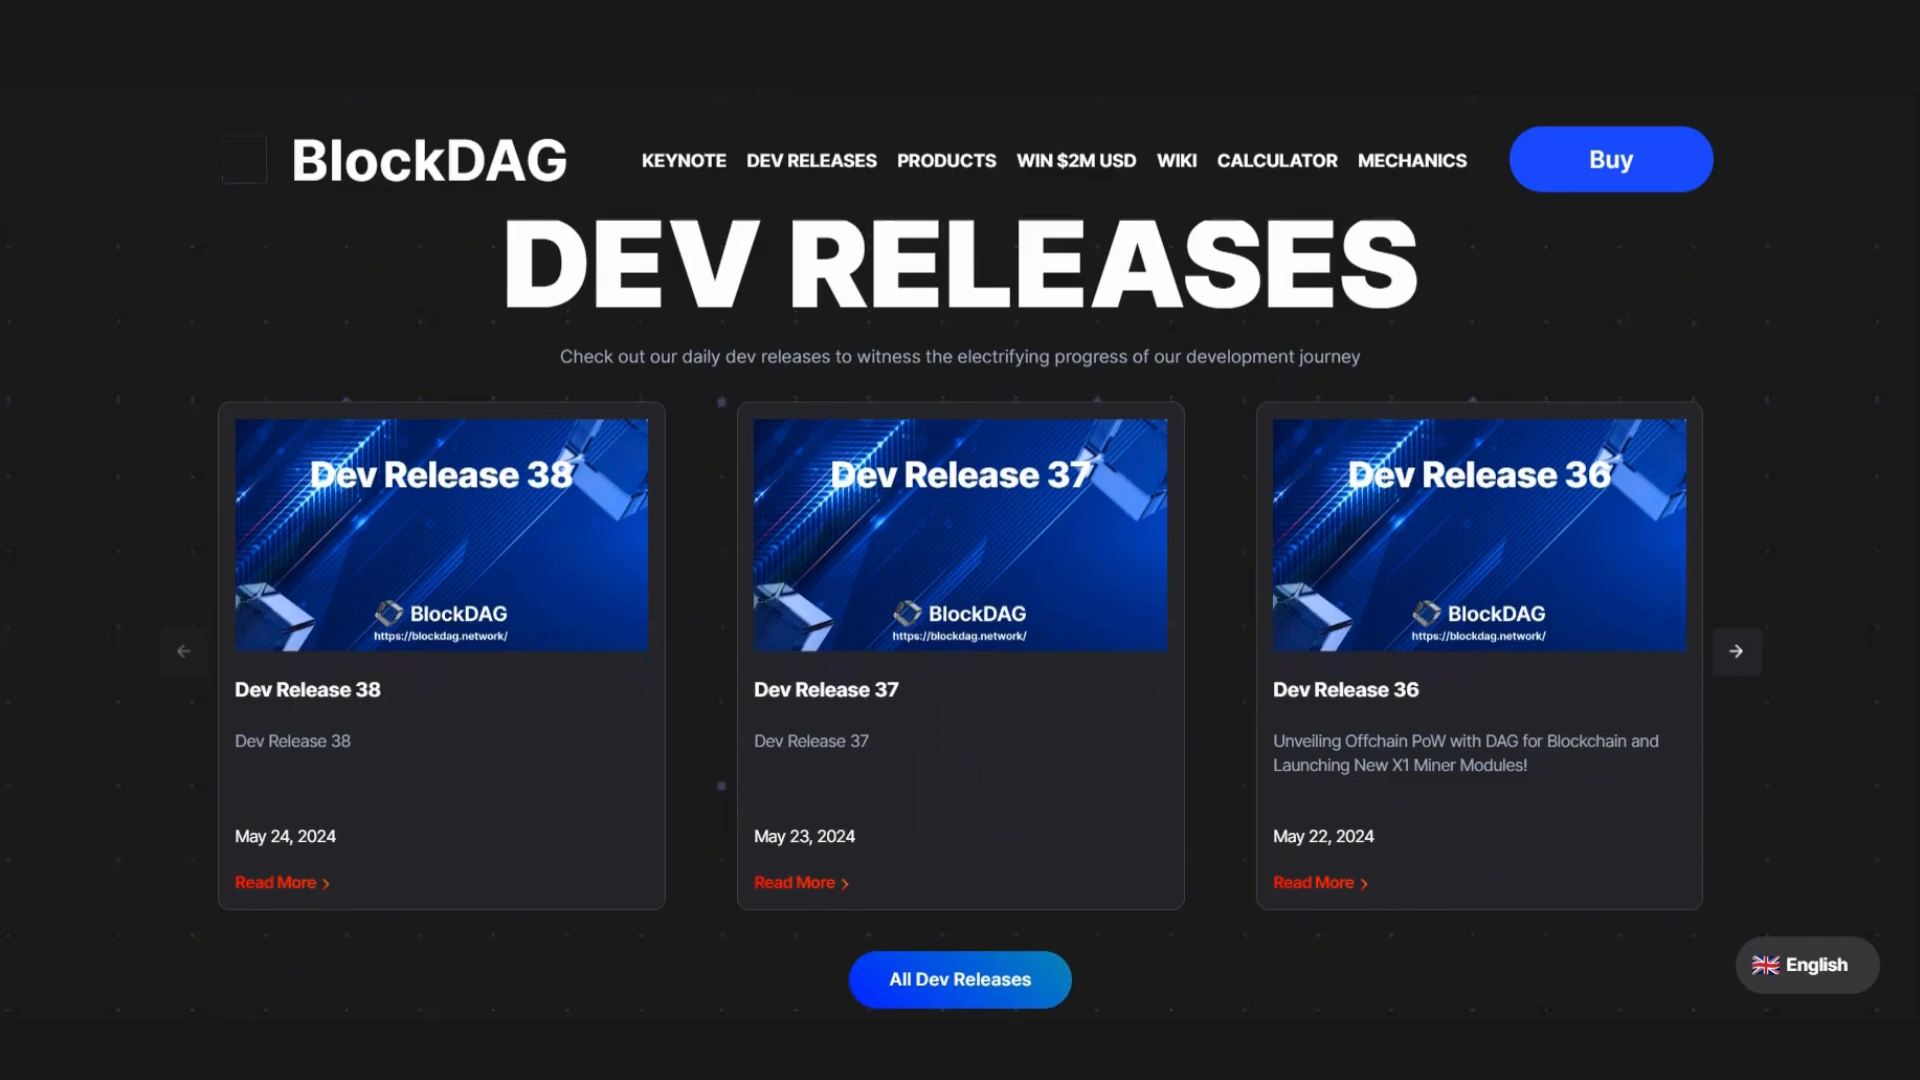 BlockDAG
KEYNOTE DEV RELEASES PRODUCTS WIN $2M USD WIKI CALCULATOR MECHANICS
Buy
DEV RELEASES
Check out our daily dev releases to witness the electrifying progress of our development journey
Dev Release 38
BlockDAG
https://blockdag.network/
Dev Release 38
Dev Release 38
May 24, 2024
Read More
Dev Release 37
BlockDAG
https://blockdag.network/
Dev Release 37
Dev Release 37
May 23, 2024
Read More
Dev Release 36
BlockDAG
https://blockdag.network/
Dev Release 36
Unveiling Offchain PoW with DAG for Blockchain and
Launching New X1 Miner Modules!
May 22, 2024
Read More
All Dev Releases
English